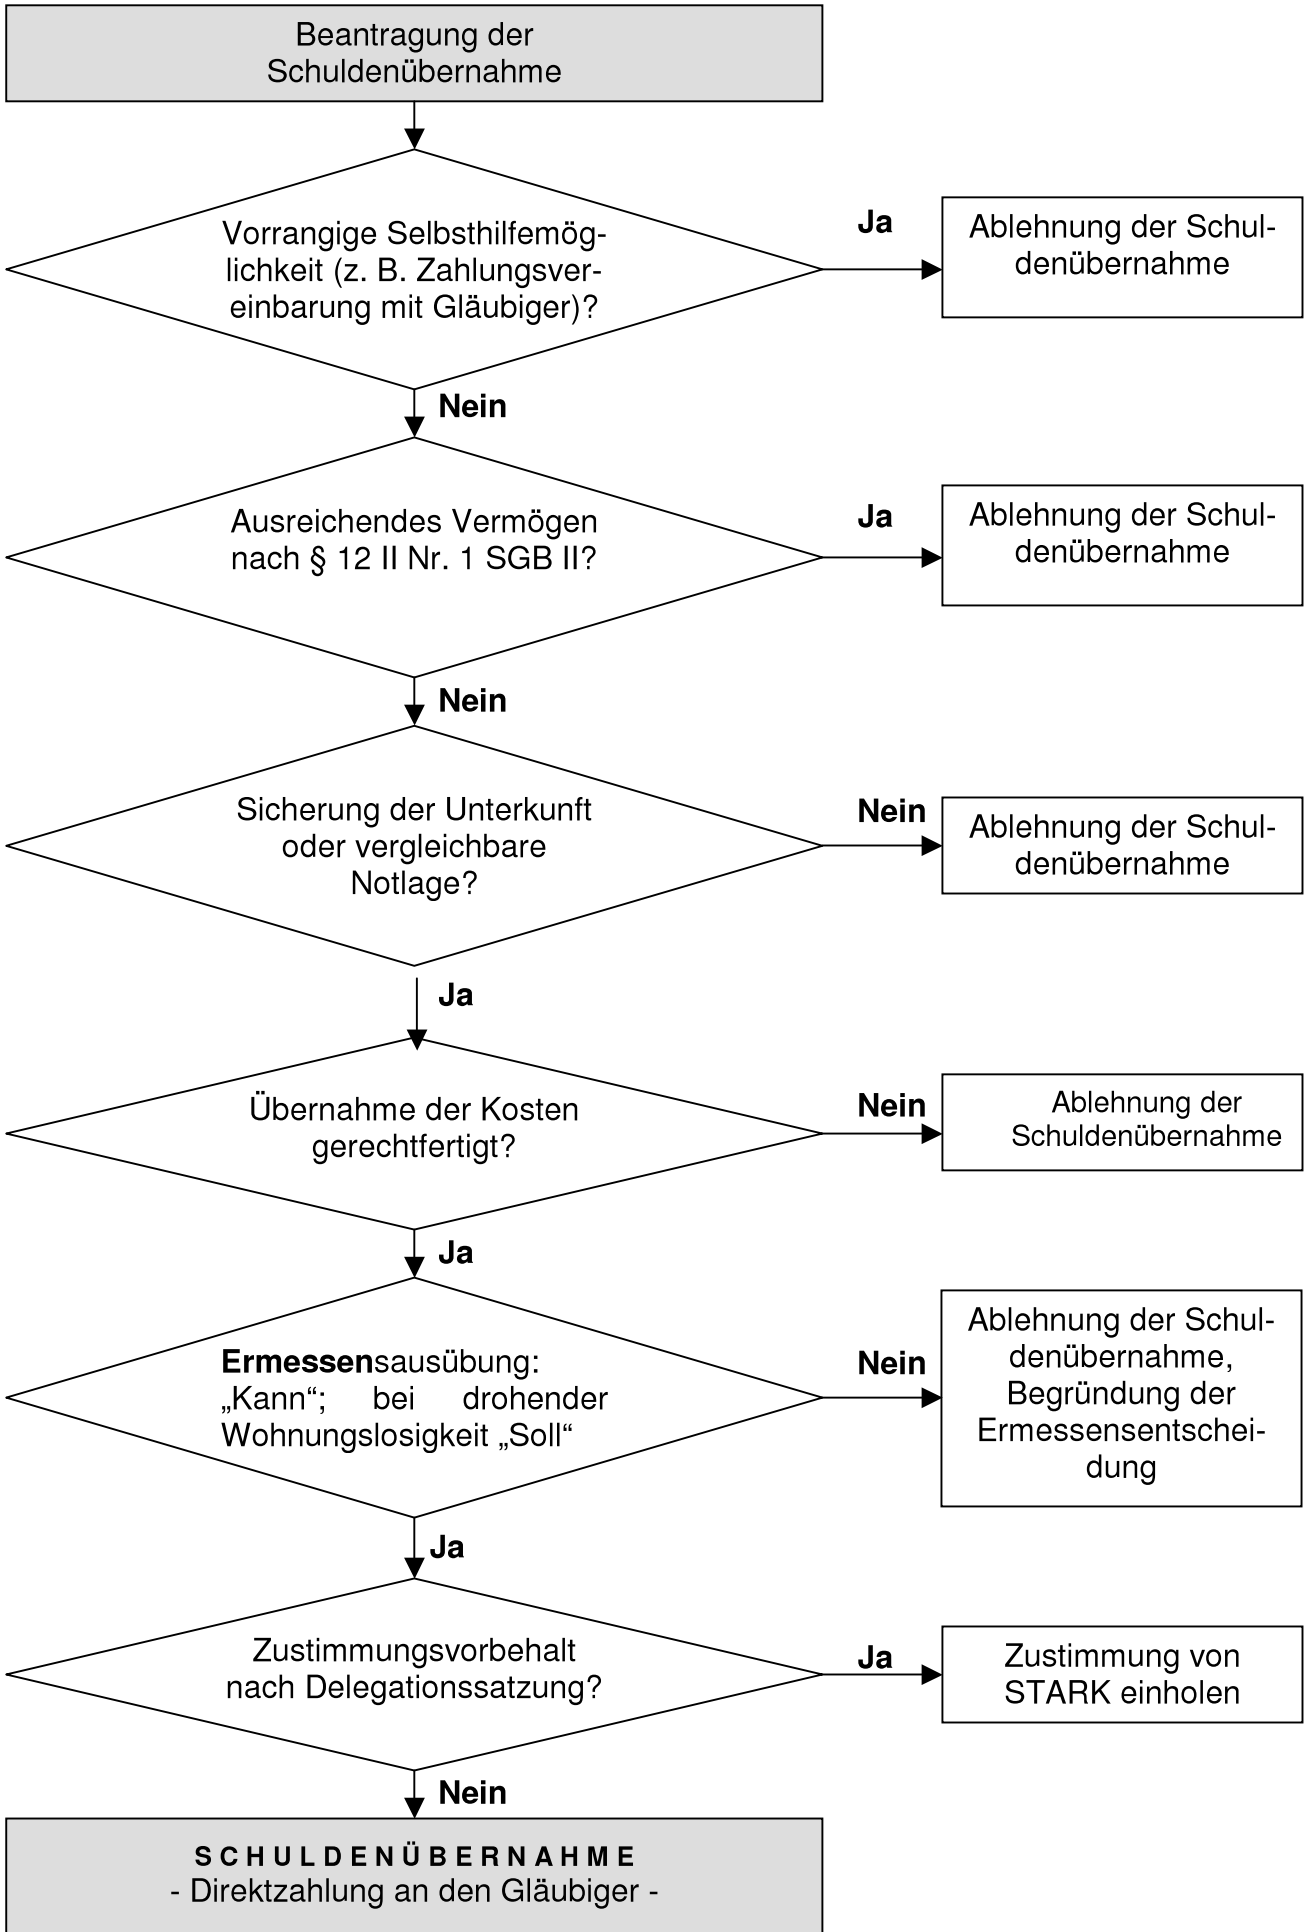 Beantragung der
Schuldenübernahme
Vorrangige Selbsthilfemög-
lichkeit (z. B. Zahlungsver-
einbarung mit Gläubiger)?
Ja
Ablehnung der Schul-
denübernahme
Nein
Ausreichendes Vermögen
nach § 12 II Nr. 1 SGB II?
Ja
Ablehnung der Schul-
denübernahme
Nein
Sicherung der Unterkunft
oder vergleichbare
Notlage?
Nein
Ablehnung der Schul-
denübernahme
Ja
Übernahme der Kosten
gerechtfertigt?
Nein
Ablehnung der
Schuldenübernahme
Ja
Ermessensausübung:
„Kann“; bei drohender
Wohnungslosigkeit „Soll“
Nein
Ablehnung der Schul-
denübernahme,
Begründung der
Ermessensentschei-
dung
Ja
Zustimmungsvorbehalt
nach Delegationssatzung?
Ja
Zustimmung von
STARK einholen
Nein
S C H U L D E N Ü B E R N A H M E
- Direktzahlung an den Gläubiger -